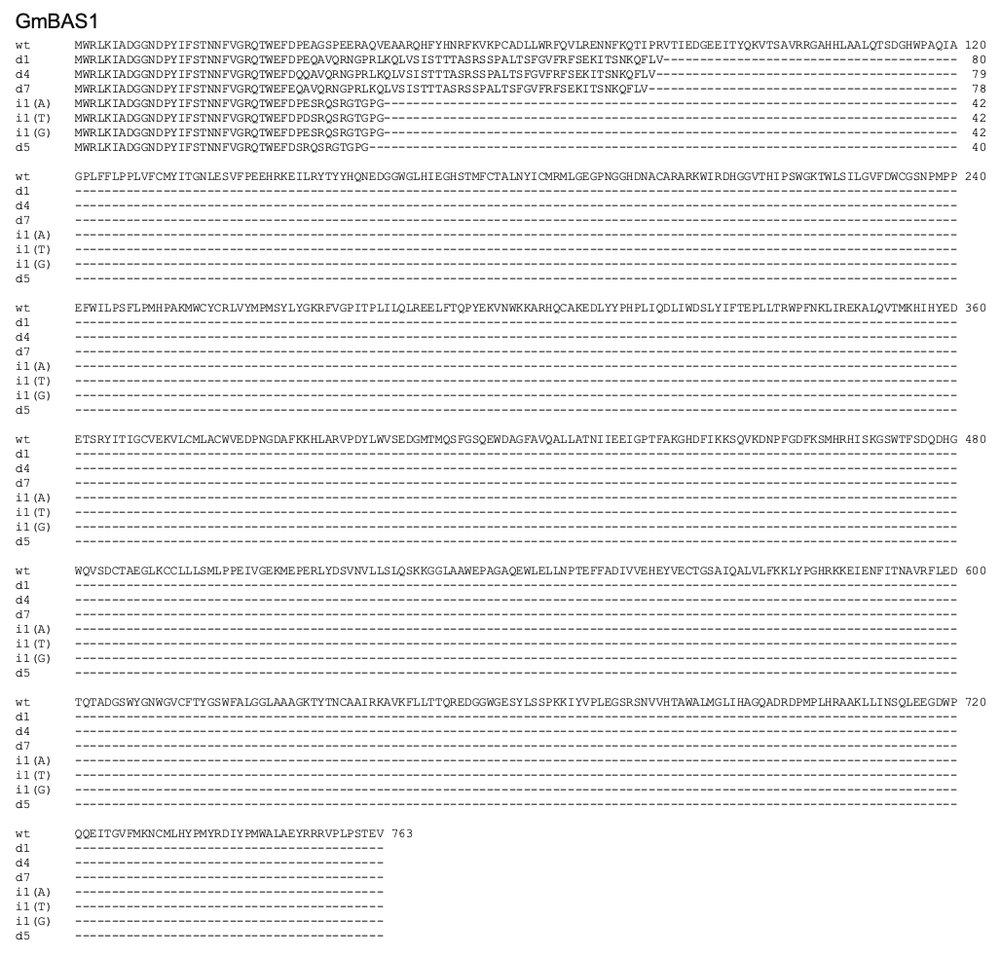 GmBAS1
wt MWRLKIADGGNDPYIFSTNNFVGRQTWEFDPEAGSPEERAQVEAARQHFYHNRFKVKPCADLLWRFQVLRENNFKQTIPRVTIEDGEEITYQKVTSAVRRGAHHLAALQTSDGHWPAQIA 120
d1 MWRLKIADGGNDPYIFSTNNFVGRQTWEFDPEQAVQRNGPRLKQLVSISTTTASRSSPALTSFGVFRFSEKITSNKQFLV---------------------------------------- 80
d4 MWRLKIADGGNDPYIFSTNNFVGRQTWEFDQQAVQRNGPRLKQLVSISTTTASRSSPALTSFGVFRFSEKITSNKQFLV----------------------------------------- 79
d7 MWRLKIADGGNDPYIFSTNNFVGRQTWEFEQAVQRNGPRLKQLVSISTTTASRSSPALTSFGVFRFSEKITSNKQFLV------------------------------------------ 78
i1(A) MWRLKIADGGNDPYIFSTNNFVGRQTWEFDPESRQSRGTGPG------------------------------------------------------------------------------ 42
i1(T) MWRLKIADGGNDPYIFSTNNFVGRQTWEFDPDSRQSRGTGPG------------------------------------------------------------------------------ 42
i1(G) MWRLKIADGGNDPYIFSTNNFVGRQTWEFDPESRQSRGTGPG------------------------------------------------------------------------------ 42
d5 MWRLKIADGGNDPYIFSTNNFVGRQTWEFDSRQSRGTGPG-------------------------------------------------------------------------------- 40
wt GPLFFLPPLVFCMYITGNLESVFPEEHRKEILRYTYYHQNEDGGWGLHIEGHSTMFCTALNYICMRMLGEGPNGGHDNACARARKWIRDHGGVTHIPSWGKTWLSILGVFDWCGSNPMPP 240
d1 ------------------------------------------------------------------------------------------------------------------------
d4 ------------------------------------------------------------------------------------------------------------------------
d7 ------------------------------------------------------------------------------------------------------------------------
i1(A) ------------------------------------------------------------------------------------------------------------------------
i1(T) ------------------------------------------------------------------------------------------------------------------------
i1(G) ------------------------------------------------------------------------------------------------------------------------
d5 ------------------------------------------------------------------------------------------------------------------------
wt EFWILPSFLPMHPAKMWCYCRLVYMPMSYLYGKRFVGPITPLILQLREELFTQPYEKVNWKKARHQCAKEDLYYPHPLIQDLIWDSLYIFTEPLLTRWPFNKLIREKALQVTMKHIHYED 360
d1 ------------------------------------------------------------------------------------------------------------------------
d4 ------------------------------------------------------------------------------------------------------------------------
d7 ------------------------------------------------------------------------------------------------------------------------
i1(A) ------------------------------------------------------------------------------------------------------------------------
i1(T) ------------------------------------------------------------------------------------------------------------------------
i1(G) ------------------------------------------------------------------------------------------------------------------------
d5 ------------------------------------------------------------------------------------------------------------------------
wt ETSRYITIGCVEKVLCMLACWVEDPNGDAFKKHLARVPDYLWVSEDGMTMQSFGSQEWDAGFAVQALLATNIIEEIGPTFAKGHDFIKKSQVKDNPFGDFKSMHRHISKGSWTFSDQDHG 480
d1 ------------------------------------------------------------------------------------------------------------------------
d4 ------------------------------------------------------------------------------------------------------------------------
d7 ------------------------------------------------------------------------------------------------------------------------
i1(A) ------------------------------------------------------------------------------------------------------------------------
i1(T) ------------------------------------------------------------------------------------------------------------------------
i1(G) ------------------------------------------------------------------------------------------------------------------------
d5 ------------------------------------------------------------------------------------------------------------------------
wt WQVSDCTAEGLKCCLLLSMLPPEIVGEKMEPERLYDSVNVLLSLQSKKGGLAAWEPAGAQEWLELLNPTEFFADIVVEHEYVECTGSAIQALVLFKKLYPGHRKKEIENFITNAVRFLED 600
d1 ------------------------------------------------------------------------------------------------------------------------
d4 ------------------------------------------------------------------------------------------------------------------------
d7 ------------------------------------------------------------------------------------------------------------------------
i1(A) ------------------------------------------------------------------------------------------------------------------------
i1(T) ------------------------------------------------------------------------------------------------------------------------
i1(G) ------------------------------------------------------------------------------------------------------------------------
d5 ------------------------------------------------------------------------------------------------------------------------
wt TQTADGSWYGNWGVCFTYGSWFALGGLAAAGKTYTNCAAIRKAVKFLLTTQREDGGWGESYLSSPKKIYVPLEGSRSNVVHTAWALMGLIHAGQADRDPMPLHRAAKLLINSQLEEGDWP 720
d1 ------------------------------------------------------------------------------------------------------------------------
d4 ------------------------------------------------------------------------------------------------------------------------
d7 ------------------------------------------------------------------------------------------------------------------------
i1(A) ------------------------------------------------------------------------------------------------------------------------
i1(T) ------------------------------------------------------------------------------------------------------------------------
i1(G) ------------------------------------------------------------------------------------------------------------------------
d5 ------------------------------------------------------------------------------------------------------------------------
wt QQEITGVFMKNCMLHYPMYRDIYPMWALAEYRRRVPLPSTEV 763
d1 ------------------------------------------
d4 ------------------------------------------
d7 ------------------------------------------
i1(A) ------------------------------------------
i1(T) ------------------------------------------
i1(G) ------------------------------------------
d5 ------------------------------------------